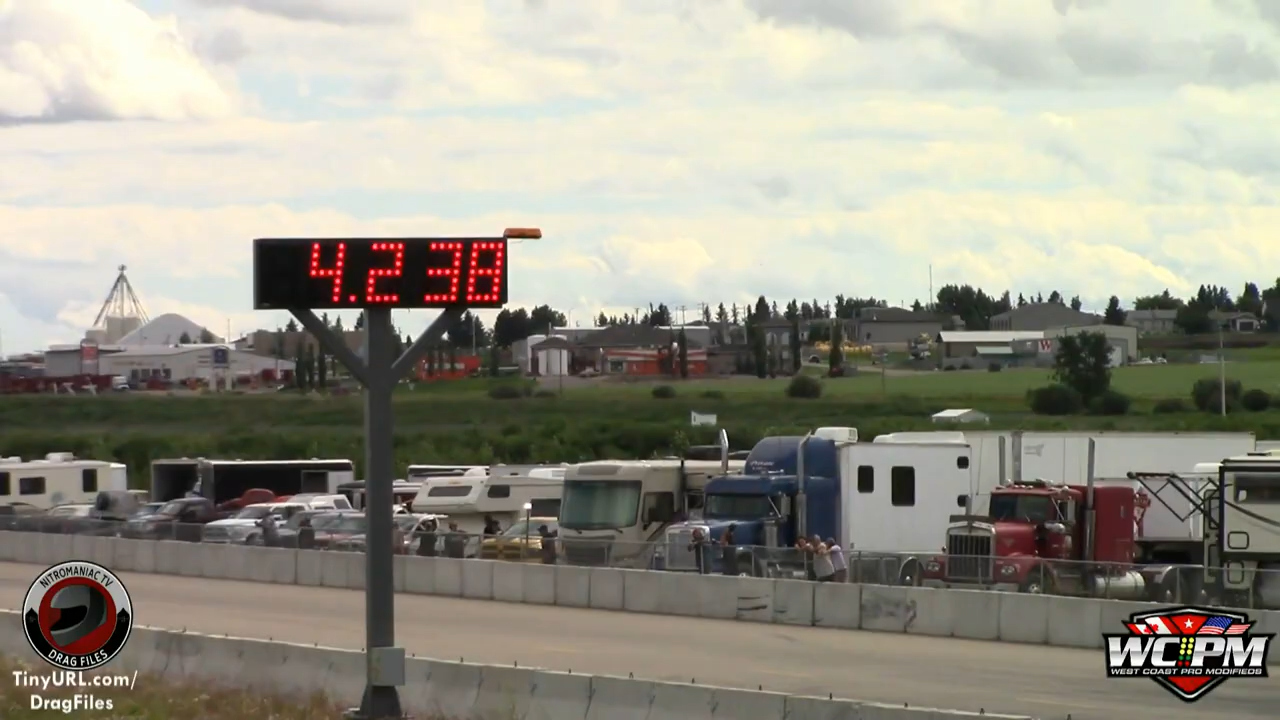 4.238
NITROMANIAC TV
DRAG FILES
TinyURL.com/
DragFiles
WCPM
WEST COAST PRO MODIFIEDS
W